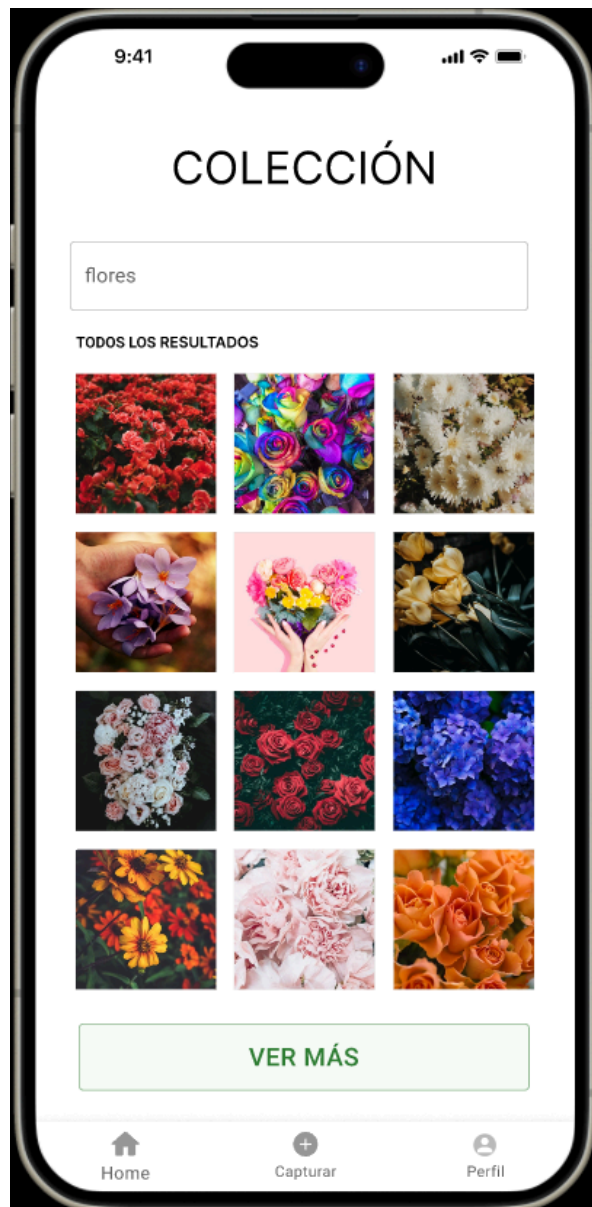 9:41
COLECCIÓN
flores
TODOS LOS RESULTADOS
VER MÁS
Home
Capturar
Perfil